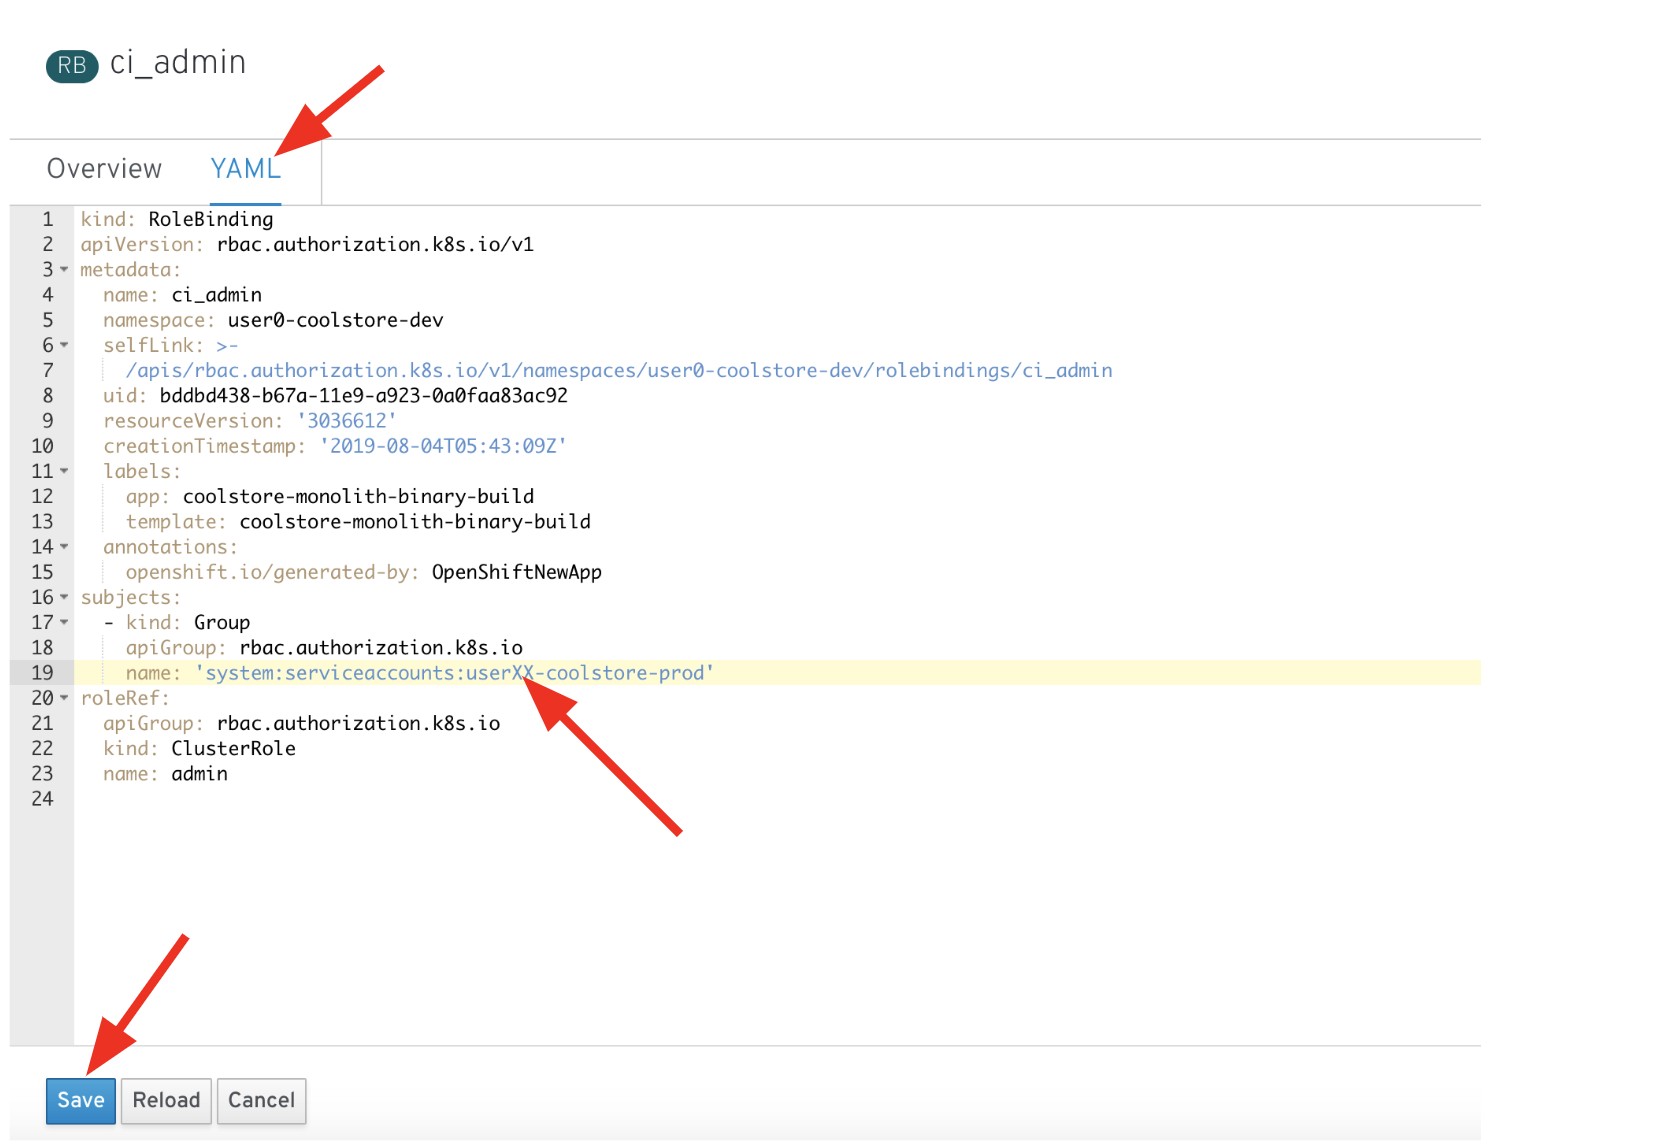 RB ci_admin
Overview YAML
1 kind: RoleBinding
2 apiVersion: rbac.authorization.k8s.io/v1
3 metadata:
4   name: ci_admin
5   namespace: user0-coolstore-dev
6   selfLink: >-
7     /apis/rbac.authorization.k8s.io/v1/namespaces/user0-coolstore-dev/rolebindings/ci_admin
8   uid: bddbd438-b67a-11e9-a923-0a0faa83ac92
9   resourceVersion: '3036612'
10   creationTimestamp: '2019-08-04T05:43:09Z'
11   labels:
12     app: coolstore-monolith-binary-build
13     template: coolstore-monolith-binary-build
14   annotations:
15     openshift.io/generated-by: OpenShiftNewApp
16 subjects:
17   - kind: Group
18     apiGroup: rbac.authorization.k8s.io
19     name: 'system:serviceaccounts:userXX-coolstore-prod'
20 roleRef:
21   apiGroup: rbac.authorization.k8s.io
22   kind: ClusterRole
23   name: admin
24
Save Reload Cancel